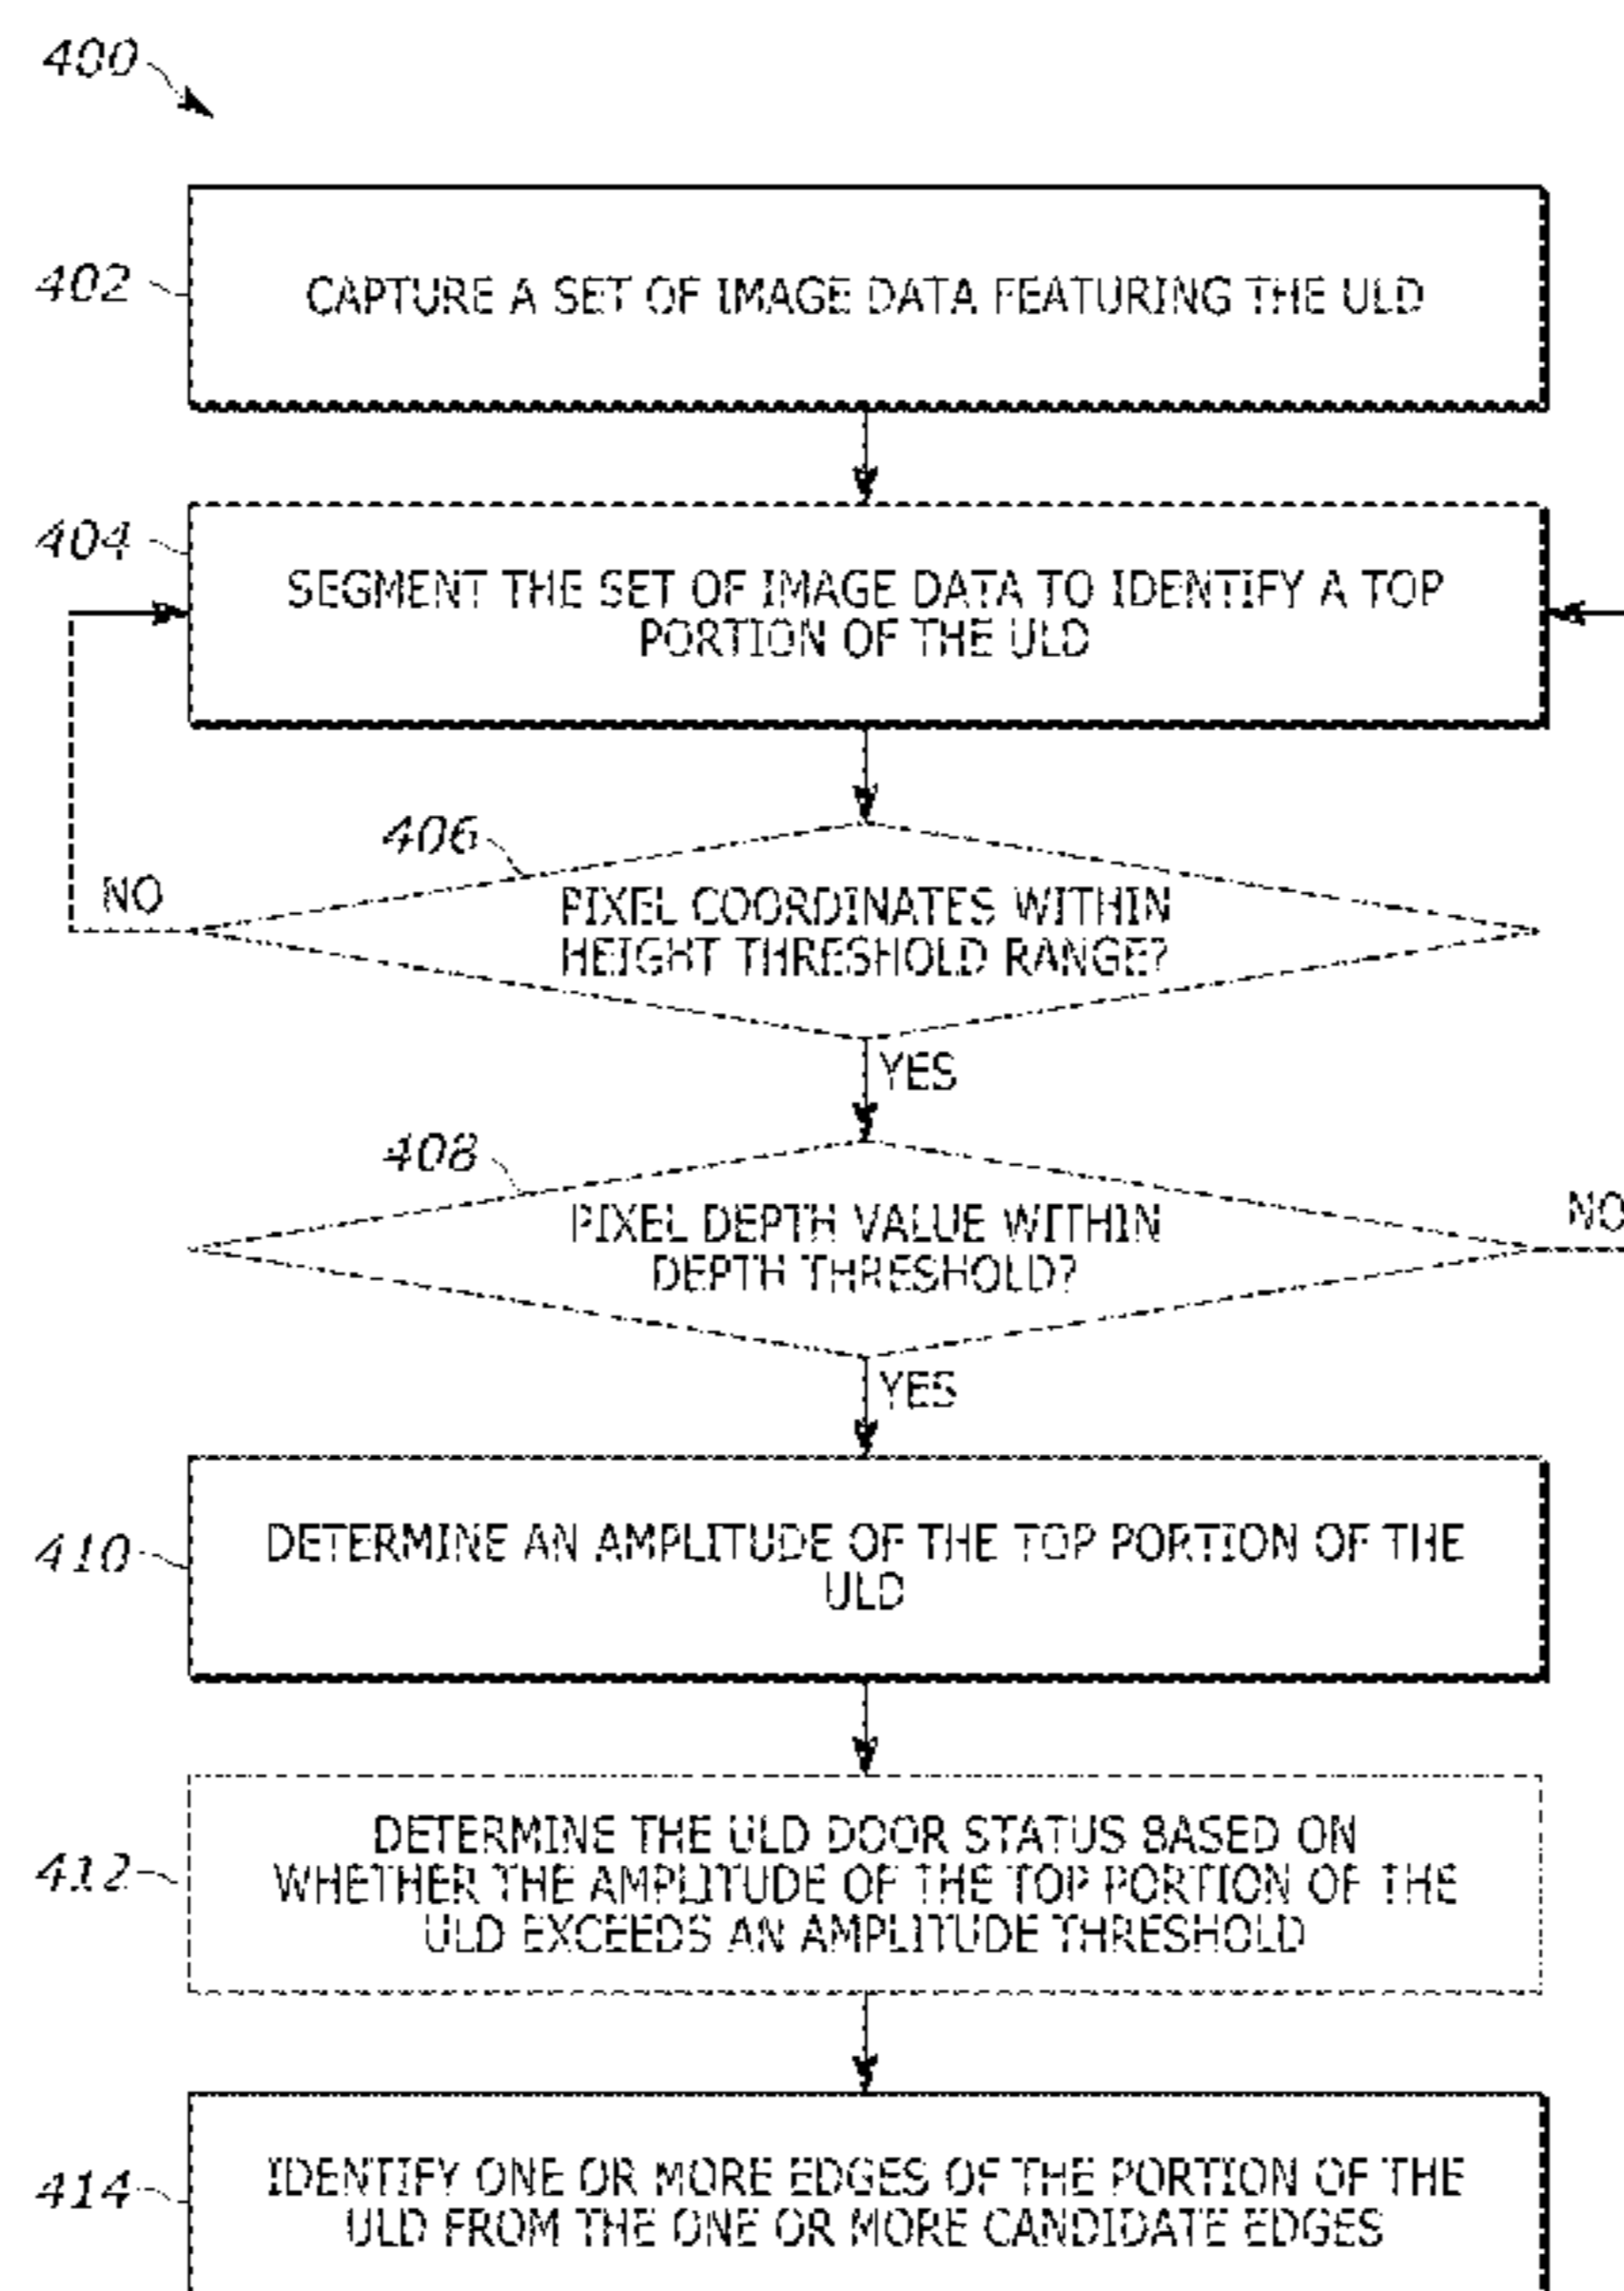 400
402
CAPTURE A SET OF IMAGE DATA FEATURING THE ULD
404
SEGMENT THE SET OF IMAGE DATA TO IDENTIFY A TOP
PORTION OF THE ULD
406
NO
PIXEL COORDINATES WITHIN
HEIGHT THRESHOLD RANGE?
YES
408
PIXEL DEPTH VALUE WITHIN
DEPTH THRESHOLD?
NO
YES
410
DETERMINE AN AMPLITUDE OF THE TOP PORTION OF THE
ULD
412
DETERMINE THE ULD DOOR STATUS BASED ON
WHETHER THE AMPLITUDE OF THE TOP PORTION OF THE
ULD EXCEEDS AN AMPLITUDE THRESHOLD
414
IDENTIFY ONE OR MORE EDGES OF THE PORTION OF THE
ULD FROM THE ONE OR MORE CANDIDATE EDGES